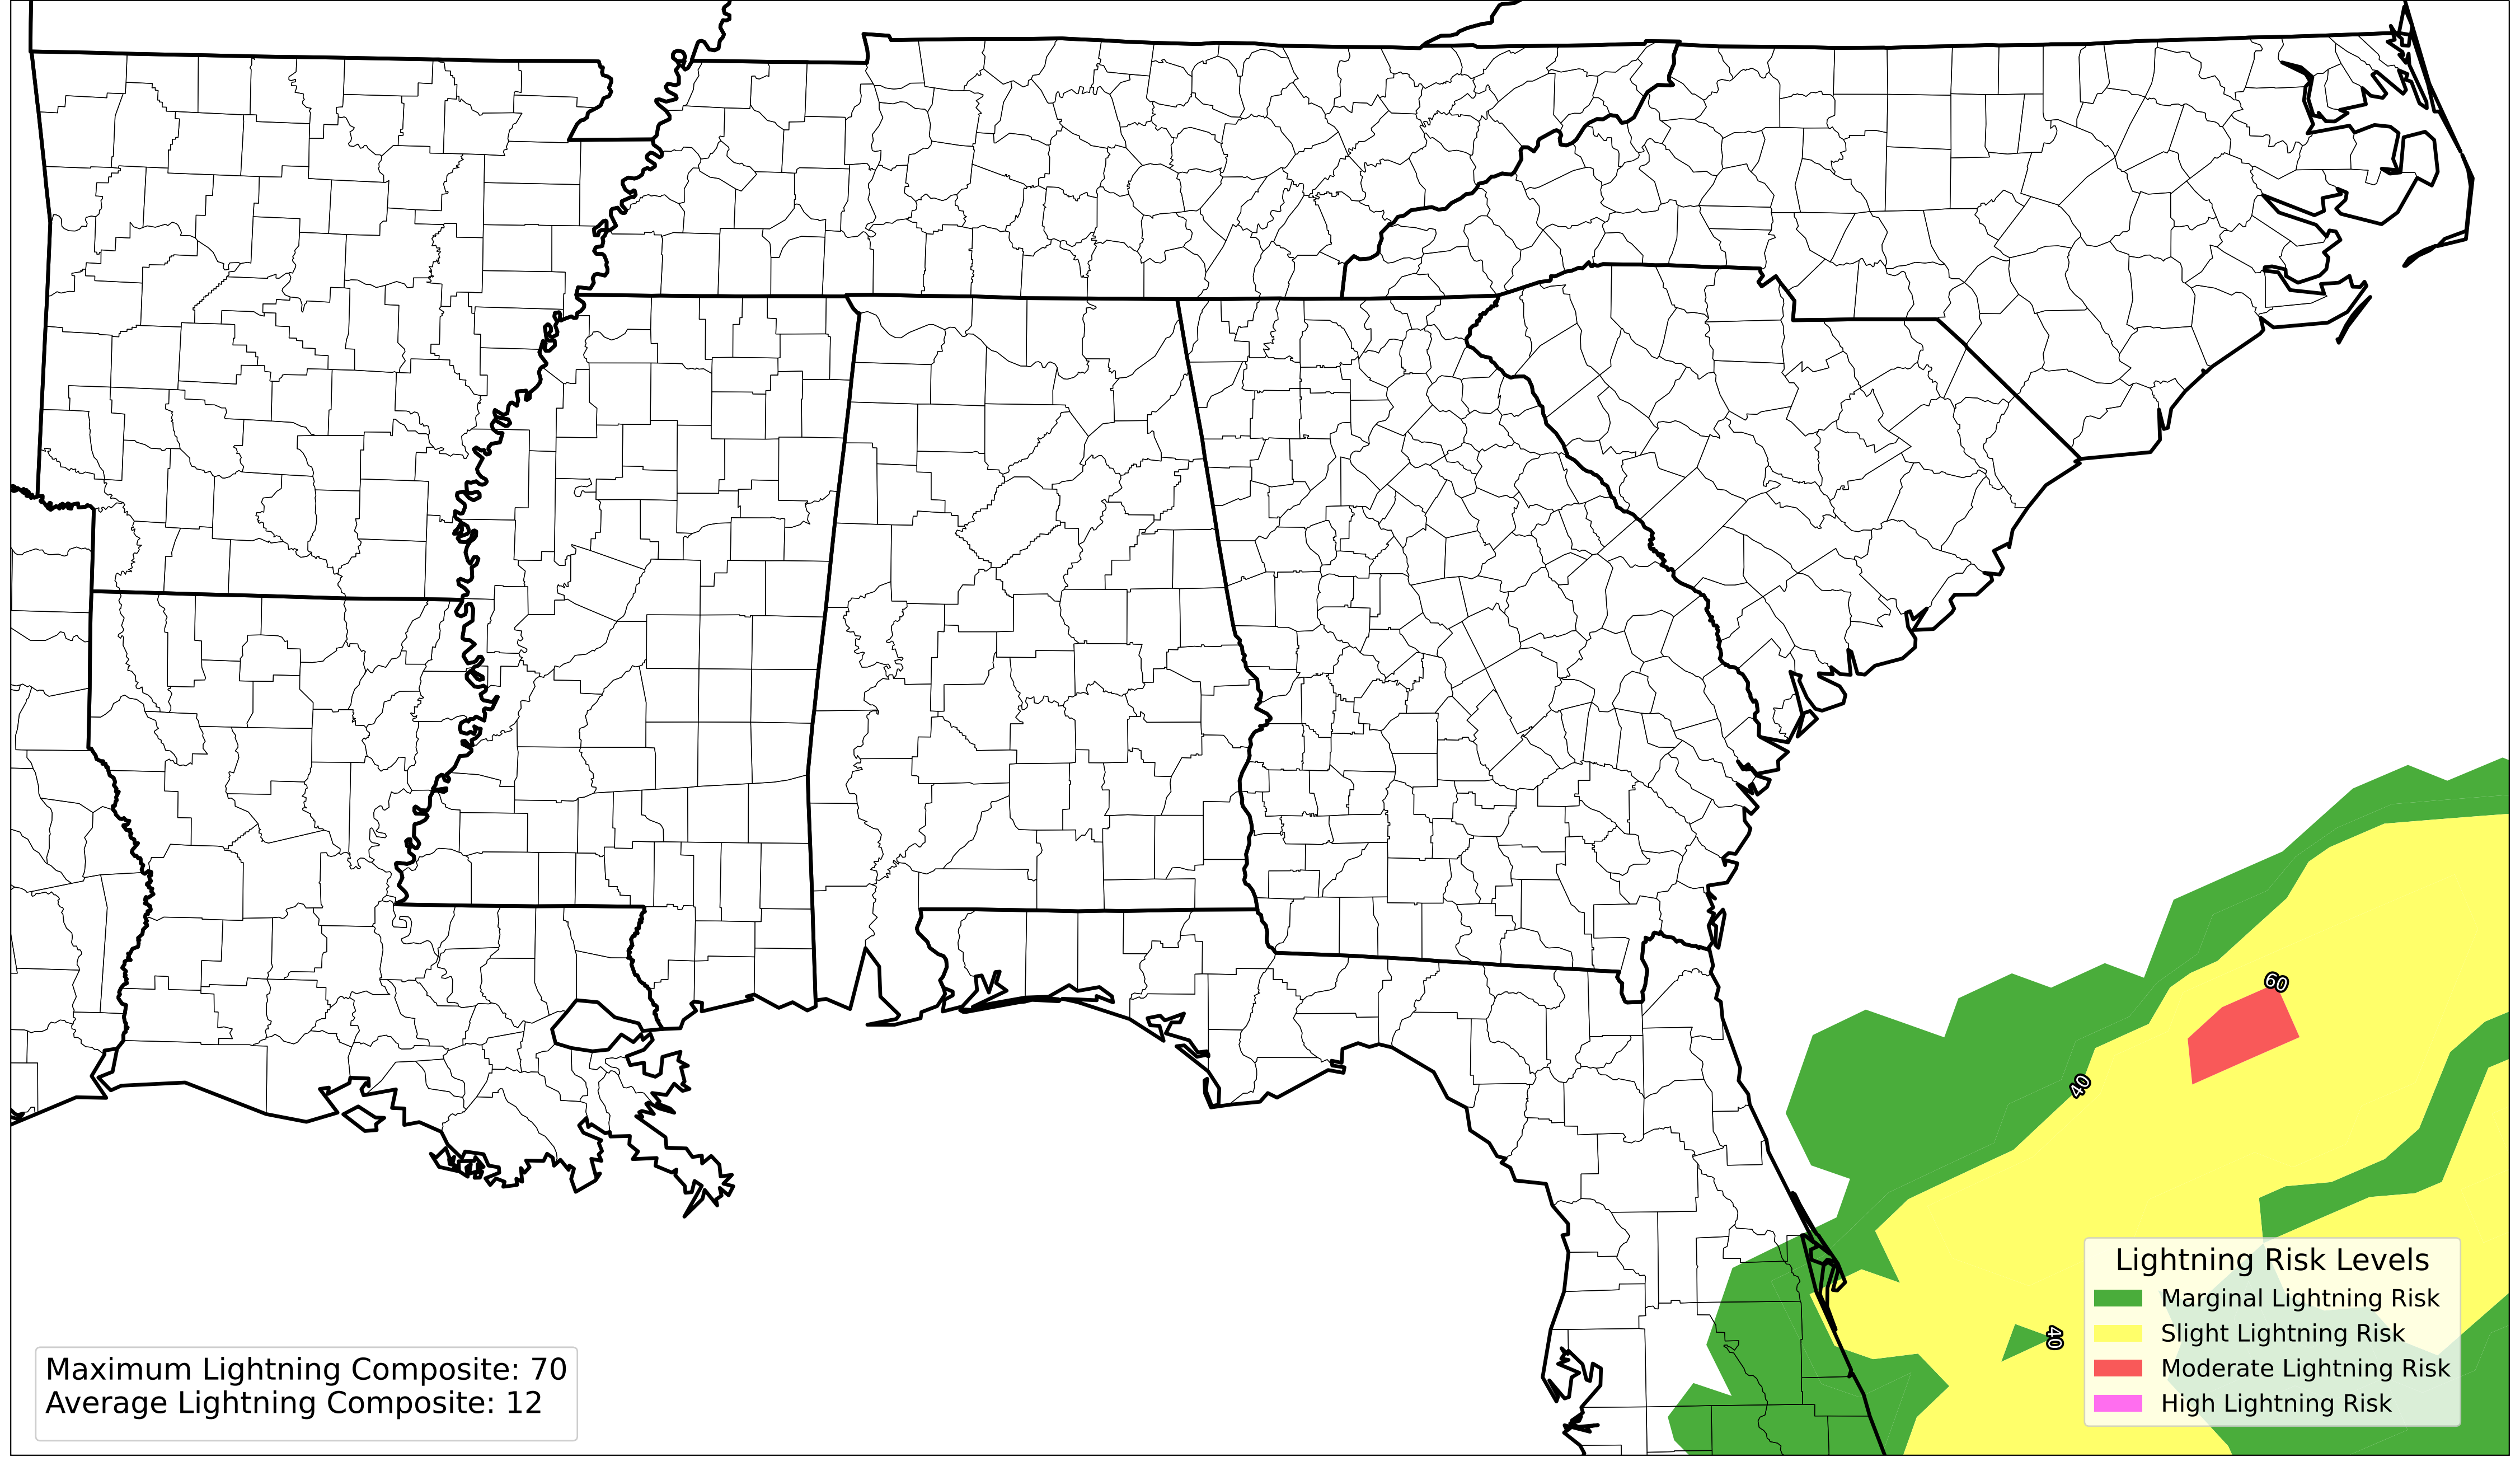 60
40
40
Lightning Risk Levels
Marginal Lightning Risk
Slight Lightning Risk
Moderate Lightning Risk
High Lightning Risk
Maximum Lightning Composite: 70
Average Lightning Composite: 12